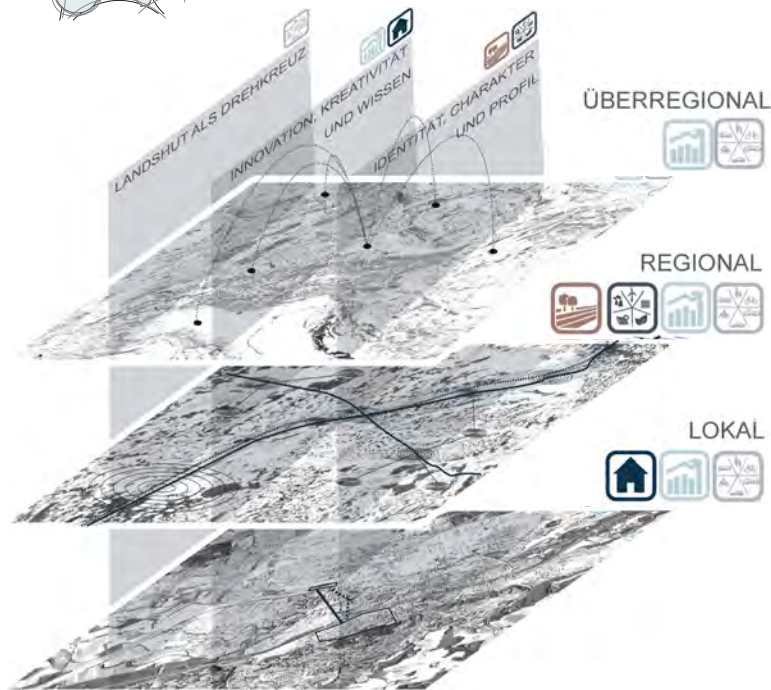 LANDSHUT ALS DREHKREUZ
INNOVATION, KREATIVITÄT
UND WISSEN
IDENTITÄT, CHARAKTER
UND PROFIL
ÜBERREGIONAL
REGIONAL
LOKAL